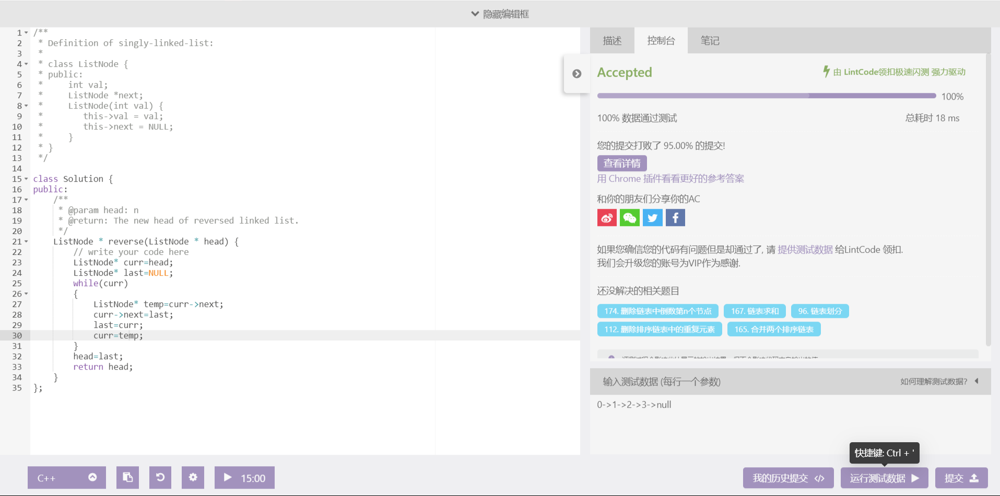 隐藏编辑框
1 /**
2 * Definition of singly-linked-list:
3 *
4 * class ListNode {
5 * public:
6 *     int val;
7 *     ListNode *next;
8 *     ListNode(int val) {
9 *        this->val = val;
10 *        this->next = NULL;
11 *     }
12 * }
13 */
14
15 class Solution {
16 public:
17     /**
18      * @param head: n
19      * @return: The new head of reversed linked list.
20      */
21     ListNode * reverse(ListNode * head) {
22         // write your code here
23         ListNode* curr=head;
24         ListNode* last=NULL;
25         while(curr)
26         {
27             ListNode* temp=curr->next;
28             curr->next=last;
29             last=curr;
30             curr=temp;
31         }
32         head=last;
33         return head;
34     }
35 };
C++
15:00
描述 控制台 笔记
Accepted
由 LintCode领扣极速闪测 强力驱动
100%
100% 数据通过测试 总耗时 18 ms
您的提交打败了 95.00% 的提交!
查看详情
用 Chrome 插件看看更好的参考答案
和你的朋友们分享你的AC
如果您确信您的代码有问题但是却通过了, 请 提供测试数据 给LintCode 领扣.
我们会升级您的账号为VIP作为感谢.
还没解决的相关题目
174. 删除链表中倒数第n个节点 167. 链表求和 96. 链表划分
112. 删除排序链表中的重复元素 165. 合并两个排序链表
输入测试数据 (每行一个参数) 如何理解测试数据?
0->1->2->3->null
快捷键: Ctrl + '
我的历史提交 运行测试数据 提交